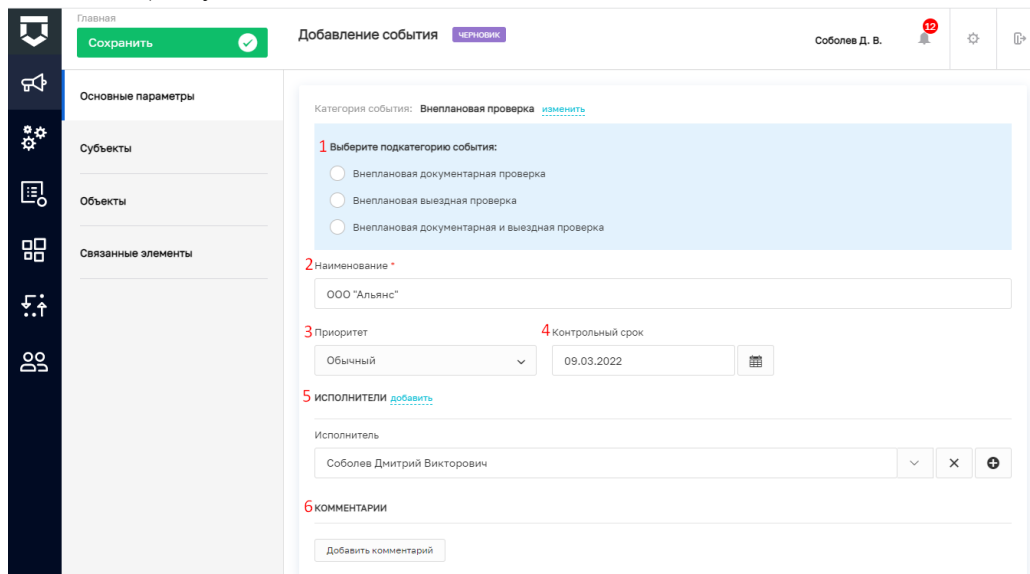 Главная
Сохранить
Добавление события ЧЕРНОВИК
Соболев Д. В.
12
Основные параметры
Субъекты
Объекты
Связанные элементы
Категория события: Внеплановая проверка изменить
1 Выберите подкатегорию события:
Внеплановая документарная проверка
Внеплановая выездная проверка
Внеплановая документарная и выездная проверка
2 Наименование *
ООО "Альянс"
3 Приоритет
4 Контрольный срок
Обычный
09.03.2022
5 ИСПОЛНИТЕЛИ добавить
Исполнитель
Соболев Дмитрий Викторович
6 КОММЕНТАРИИ
Добавить комментарий